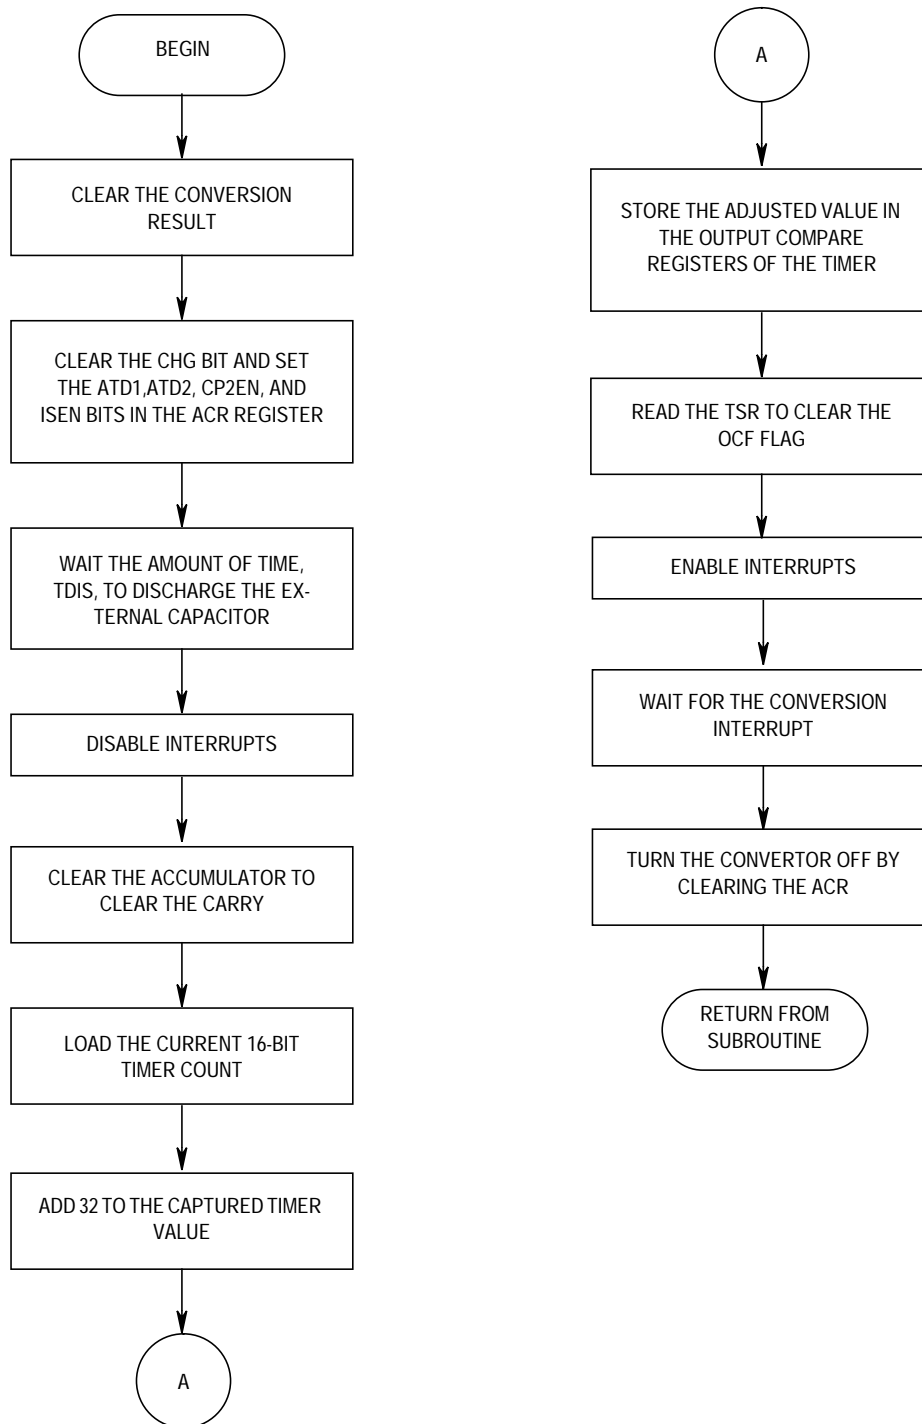 BEGIN
CLEAR THE CONVERSION
RESULT
CLEAR THE CHG BIT AND SET
THE ATD1,ATD2, CP2EN, AND
ISEN BITS IN THE ACR REGISTER
WAIT THE AMOUNT OF TIME,
TDIS, TO DISCHARGE THE EX-
TERNAL CAPACITOR
DISABLE INTERRUPTS
CLEAR THE ACCUMULATOR TO
CLEAR THE CARRY
LOAD THE CURRENT 16-BIT
TIMER COUNT
ADD 32 TO THE CAPTURED TIMER
VALUE
A
A
STORE THE ADJUSTED VALUE IN
THE OUTPUT COMPARE
REGISTERS OF THE TIMER
READ THE TSR TO CLEAR THE
OCF FLAG
ENABLE INTERRUPTS
WAIT FOR THE CONVERSION
INTERRUPT
TURN THE CONVERTOR OFF BY
CLEARING THE ACR
RETURN FROM
SUBROUTINE